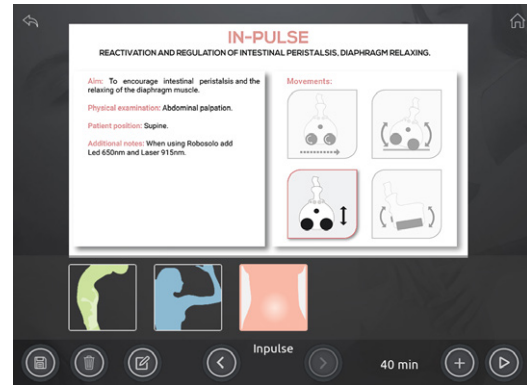 IN-PULSE
REACTIVATION AND REGULATION OF INTESTINAL PERISTALSIS, DIAPHRAGM RELAXING.
Aim: To encourage intestinal peristalsis and the
relaxing of the diaphragm muscle.
Physical examination: Abdominal palpation.
Patient position: Supine.
Additional notes: When using Robosolo add
Led 650nm and Laser 915nm.
Movements:
Inpulse
40 min